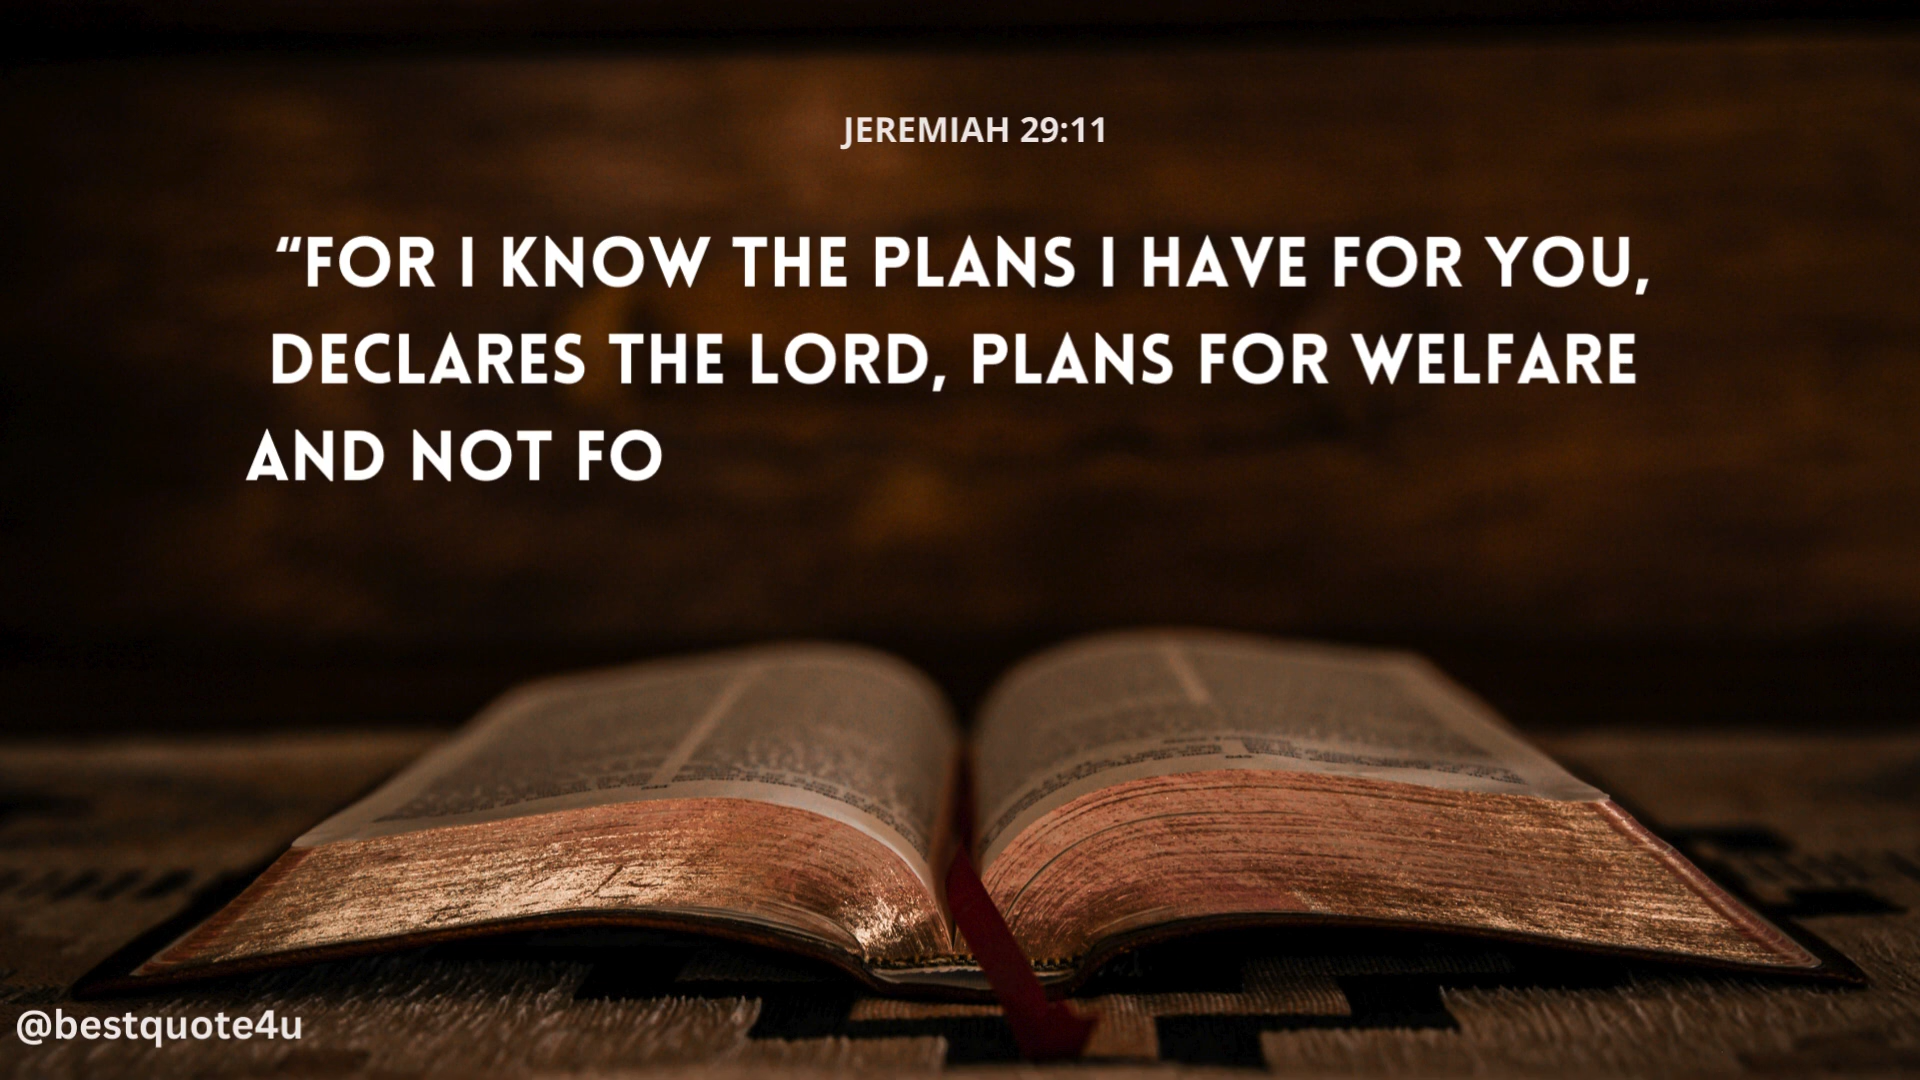 JEREMIAH 29:11
“FOR I KNOW THE PLANS I HAVE FOR YOU,
DECLARES THE LORD, PLANS FOR WELFARE
AND NOT FO
@bestquote4u